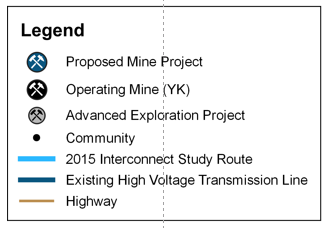 Legend
Proposed Mine Project
Operating Mine (YK)
Advanced Exploration Project
Community
2015 Interconnect Study Route
Existing High Voltage Transmission Line
Highway